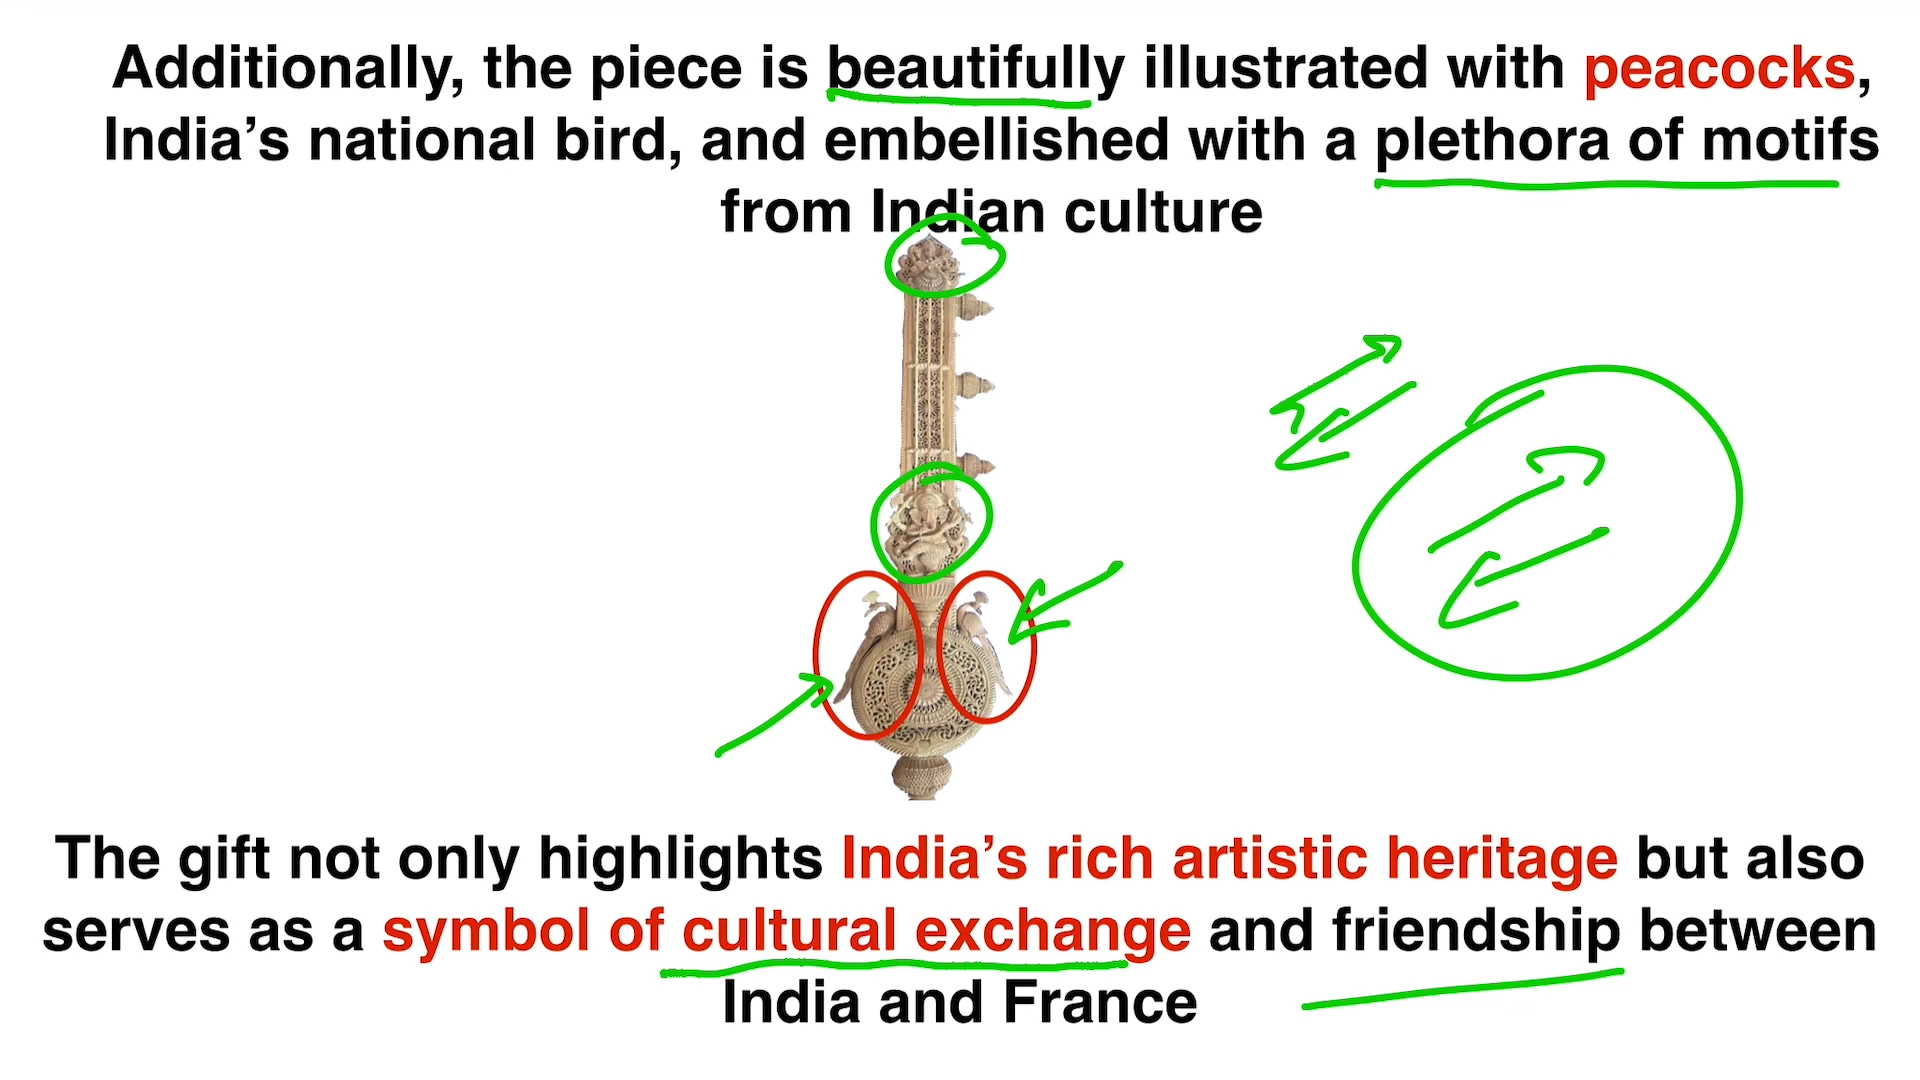 Additionally, the piece is beautifully illustrated with peacocks,
India’s national bird, and embellished with a plethora of motifs
from Indian culture
The gift not only highlights India’s rich artistic heritage but also
serves as a symbol of cultural exchange and friendship between
India and France